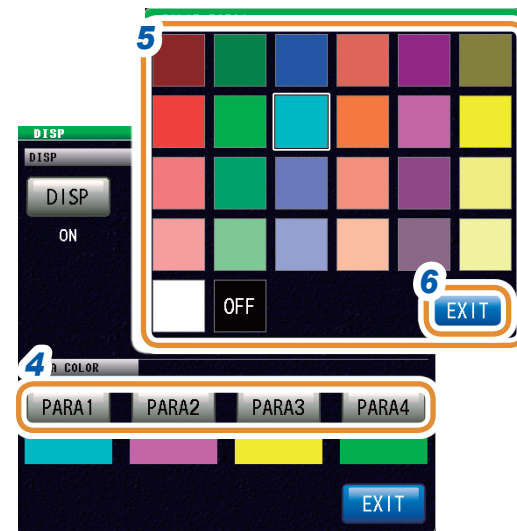 5
DISP
DISP
DISP
ON
OFF
6
EXIT
4
COLOR
PARA1 PARA2 PARA3 PARA4
EXIT